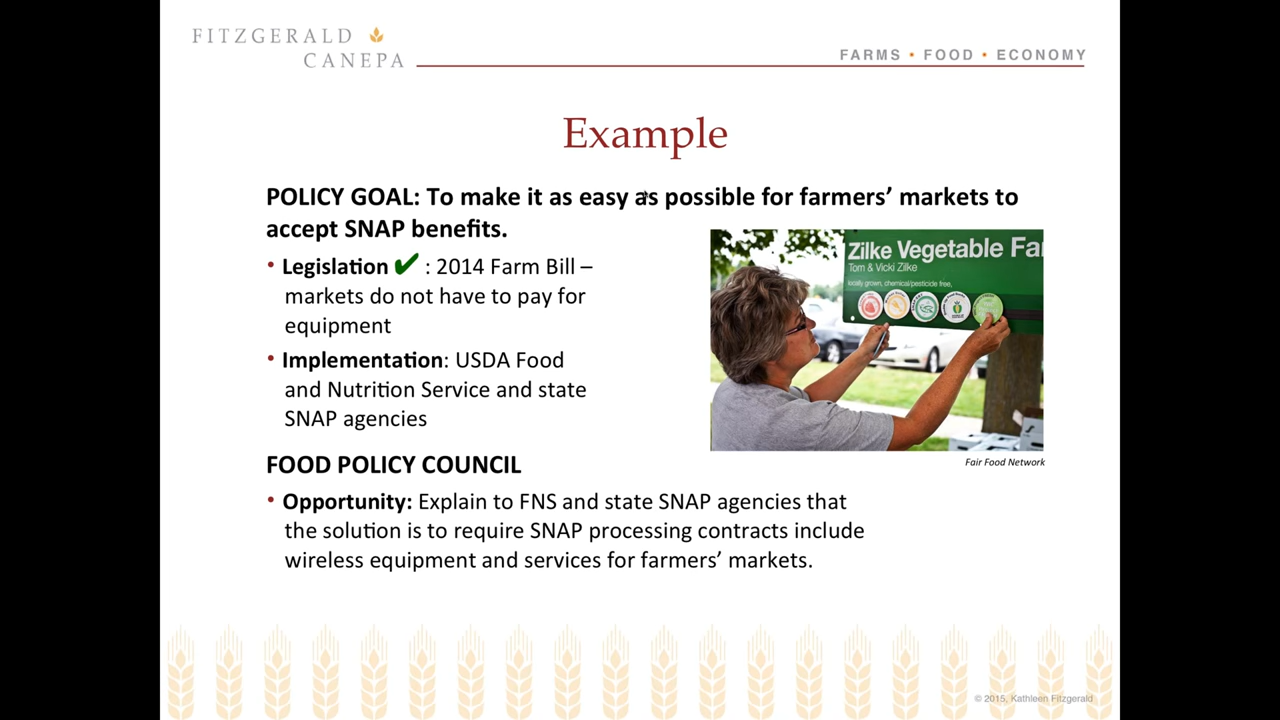 FITZGERALD
CANEPA
FARMS • FOOD • ECONOMY
Example
POLICY GOAL: To make it as easy as possible for farmers’ markets to
accept SNAP benefits.
• Legislation ✔ : 2014 Farm Bill –
markets do not have to pay for
equipment
• Implementation: USDA Food
and Nutrition Service and state
SNAP agencies
Zilke Vegetable Fa
Tom & Vicki Zilke
locally grown, chemical/pesticide free,
Fair Food Network
FOOD POLICY COUNCIL
• Opportunity: Explain to FNS and state SNAP agencies that
the solution is to require SNAP processing contracts include
wireless equipment and services for farmers’ markets.
© 2015, Kathleen Fitzgerald